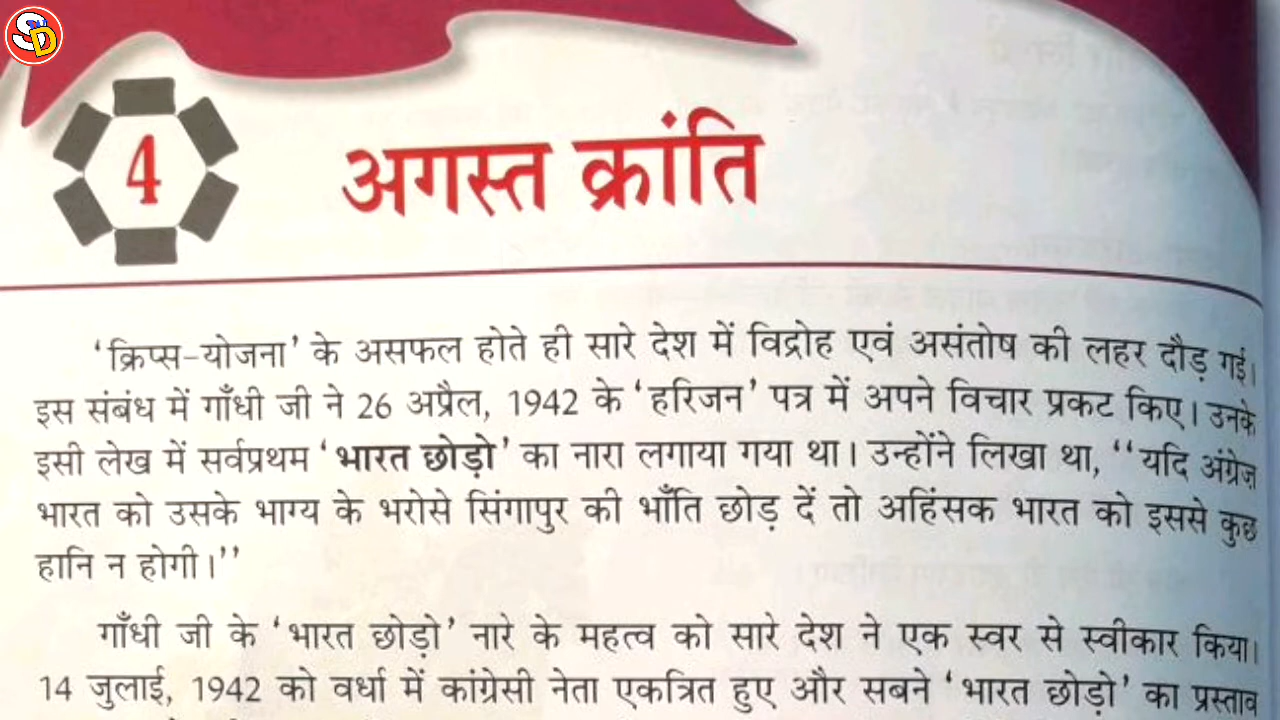 SD
4
अगस्त क्रांति
'क्रिप्स-योजना' के असफल होते ही सारे देश में विद्रोह एवं असंतोष की लहर दौड़ गई।
इस संबंध में गाँधी जी ने 26 अप्रैल, 1942 के 'हरिजन' पत्र में अपने विचार प्रकट किए। उनके
इसी लेख में सर्वप्रथम 'भारत छोड़ो' का नारा लगाया गया था। उन्होंने लिखा था, ''यदि अंग्रेज़
भारत को उसके भाग्य के भरोसे सिंगापुर की भाँति छोड़ दें तो अहिंसक भारत को इससे कुछ
हानि न होगी।''
गाँधी जी के 'भारत छोड़ो' नारे के महत्व को सारे देश ने एक स्वर से स्वीकार किया।
14 जुलाई, 1942 को वर्धा में कांग्रेसी नेता एकत्रित हुए और सबने 'भारत छोड़ो' का प्रस्ताव